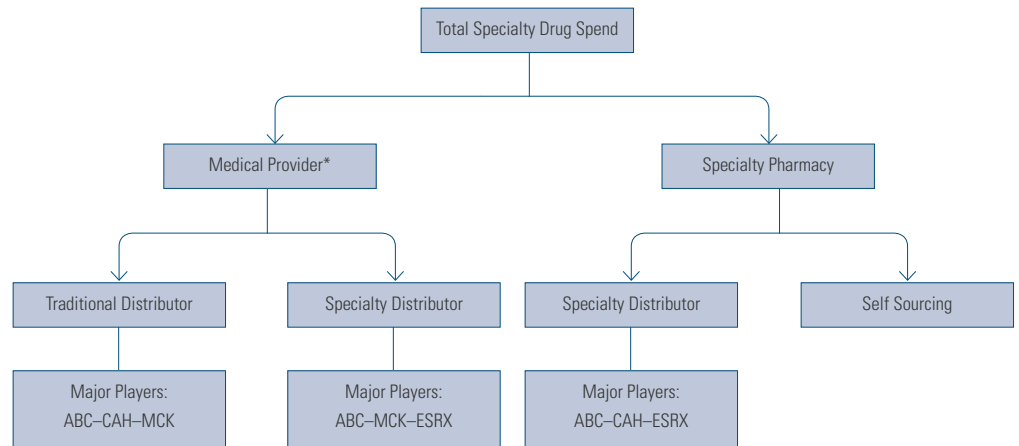 Total Specialty Drug Spend
Medical Provider*
Specialty Pharmacy
Traditional Distributor
Specialty Distributor
Specialty Distributor
Self Sourcing
Major Players:
ABC–CAH–MCK
Major Players:
ABC–MCK–ESRX
Major Players:
ABC–CAH–ESRX